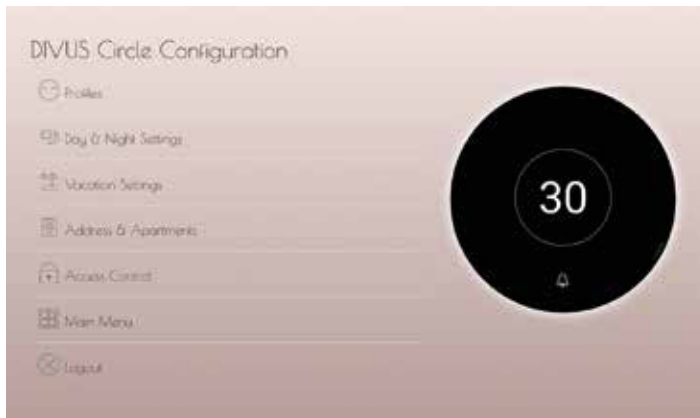 DIVUS Circle Configuration
Profiles
Day & Night Settings
Vacation Settings
Address & Apartments
Access Control
Main Menu
Logout
30